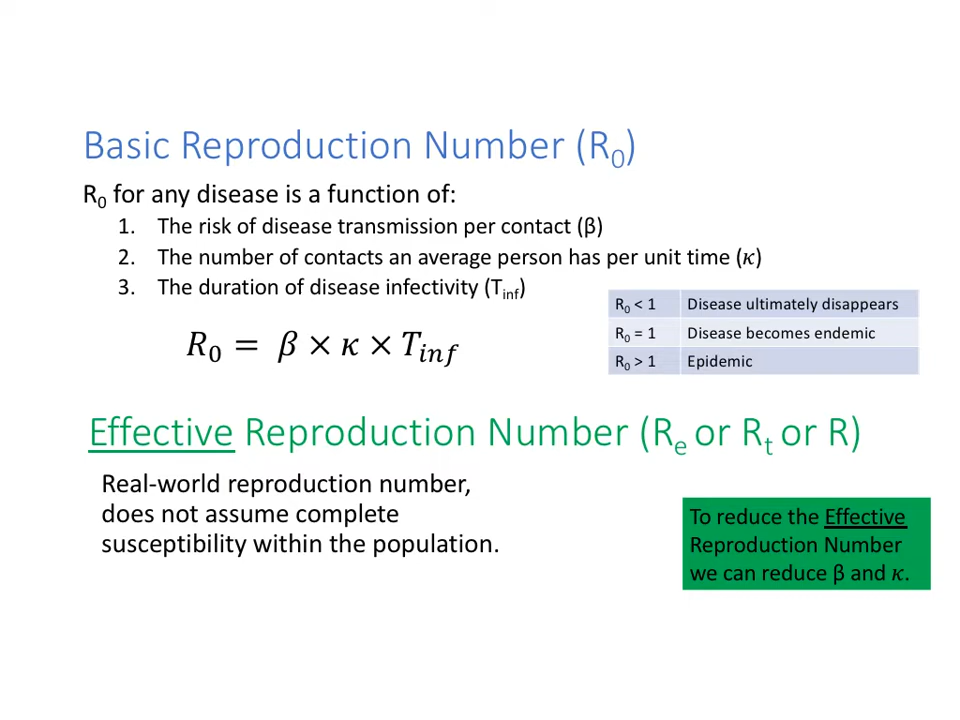 Basic Reproduction Number (R₀)
R₀ for any disease is a function of:
1. The risk of disease transmission per contact (β)
2. The number of contacts an average person has per unit time (κ)
3. The duration of disease infectivity (Tinf)
R₀ < 1 Disease ultimately disappears
R₀ = 1 Disease becomes endemic
R₀ > 1 Epidemic
R₀ = β × κ × Tinf
Effective Reproduction Number (Re or Rt or R)
Real-world reproduction number,
does not assume complete
susceptibility within the population.
To reduce the Effective
Reproduction Number
we can reduce β and κ.